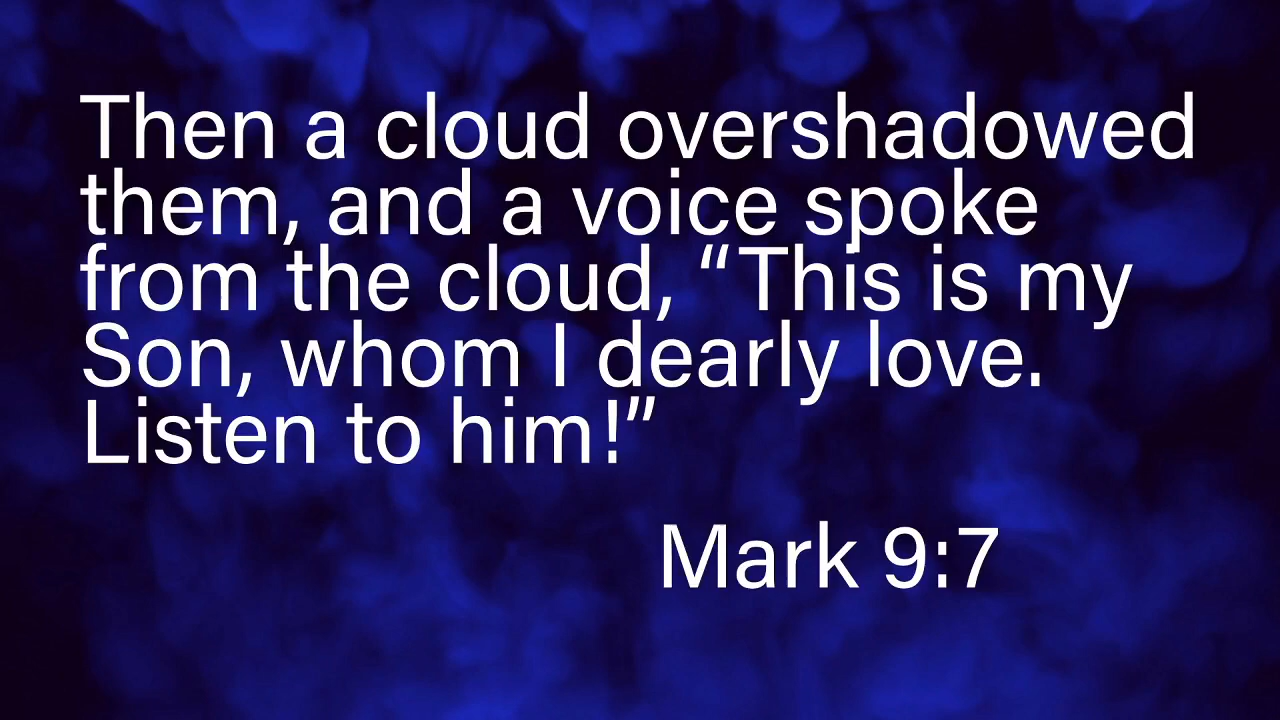 Then a cloud overshadowed
them, and a voice spoke
from the cloud, “This is my
Son, whom I dearly love.
Listen to him!”
Mark 9:7